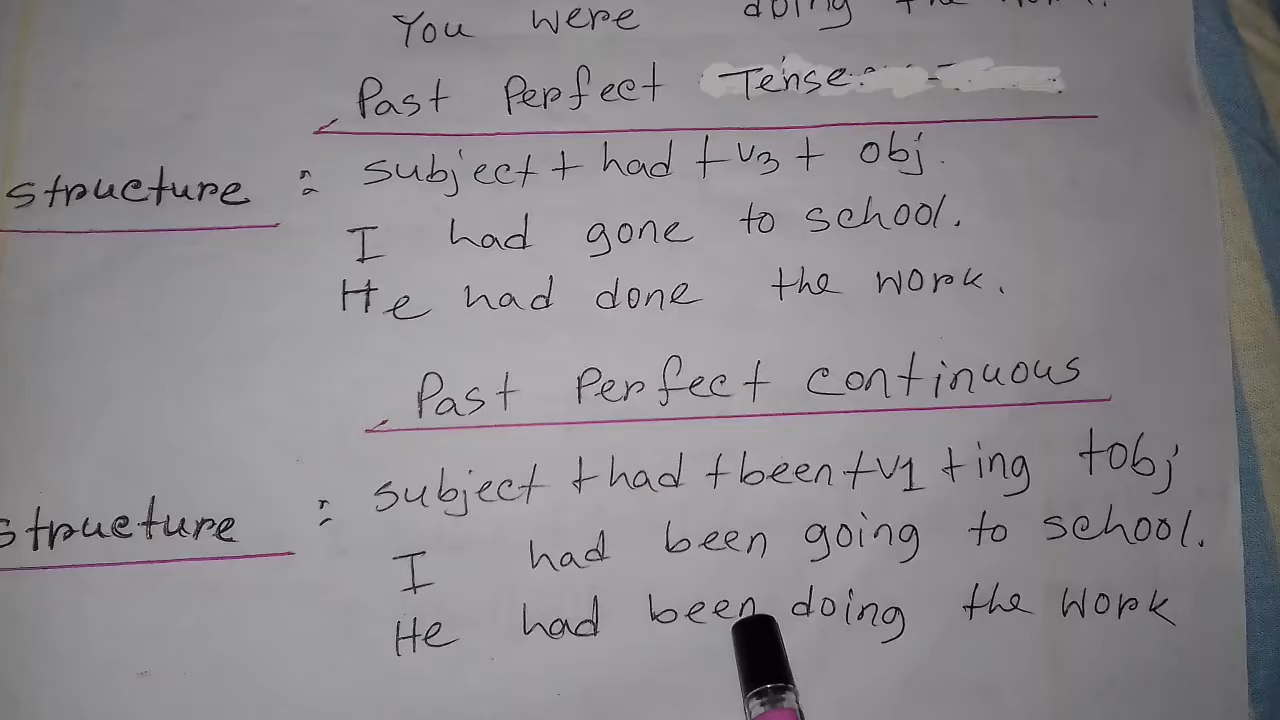 You were doing the
Past Perfect Tense
structure : subject + had + v3 + obj.
I had gone to school.
He had done the work.
Past Perfect continuous
structure : subject + had + been + v1 + ing + obj
I had been going to school.
He had been doing the work